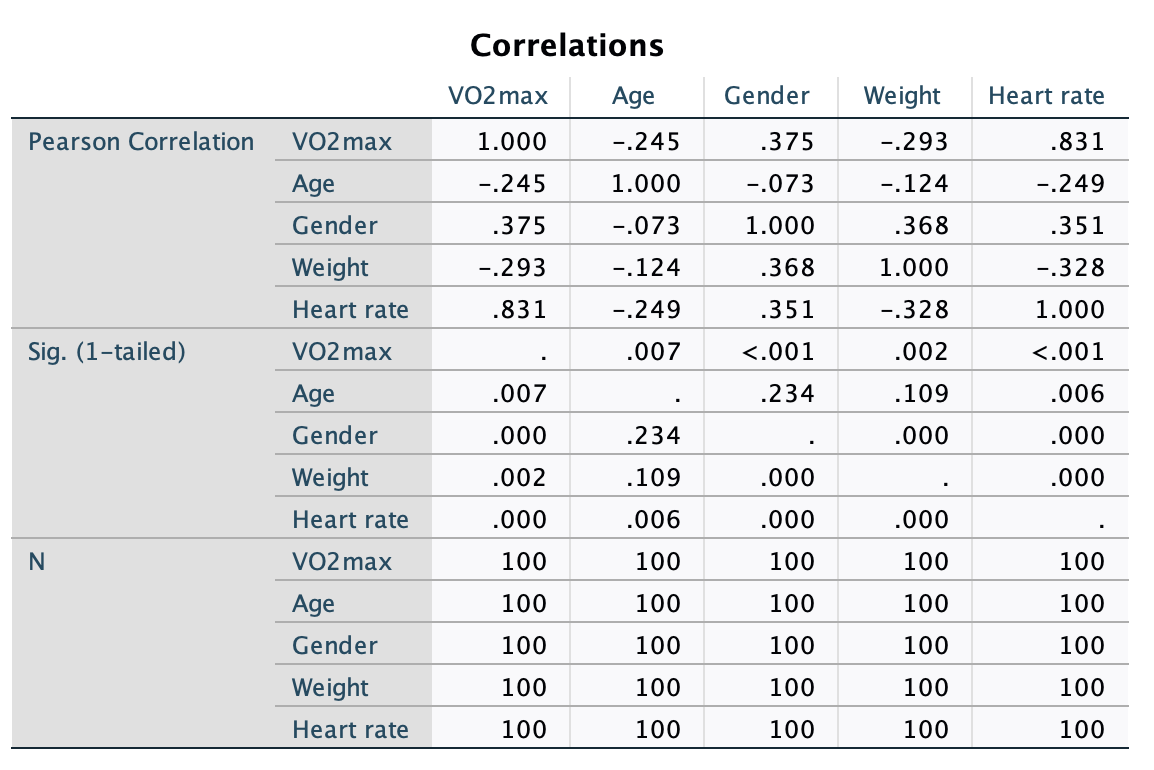 Correlations
VO2max Age Gender Weight Heart rate
Pearson Correlation VO2max 1.000 -.245 .375 -.293 .831
Age -.245 1.000 -.073 -.124 -.249
Gender .375 -.073 1.000 .368 .351
Weight -.293 -.124 .368 1.000 -.328
Heart rate .831 -.249 .351 -.328 1.000
Sig. (1-tailed) VO2max . .007 <.001 .002 <.001
Age .007 . .234 .109 .006
Gender .000 .234 . .000 .000
Weight .002 .109 .000 . .000
Heart rate .000 .006 .000 .000 .
N VO2max 100 100 100 100 100
Age 100 100 100 100 100
Gender 100 100 100 100 100
Weight 100 100 100 100 100
Heart rate 100 100 100 100 100